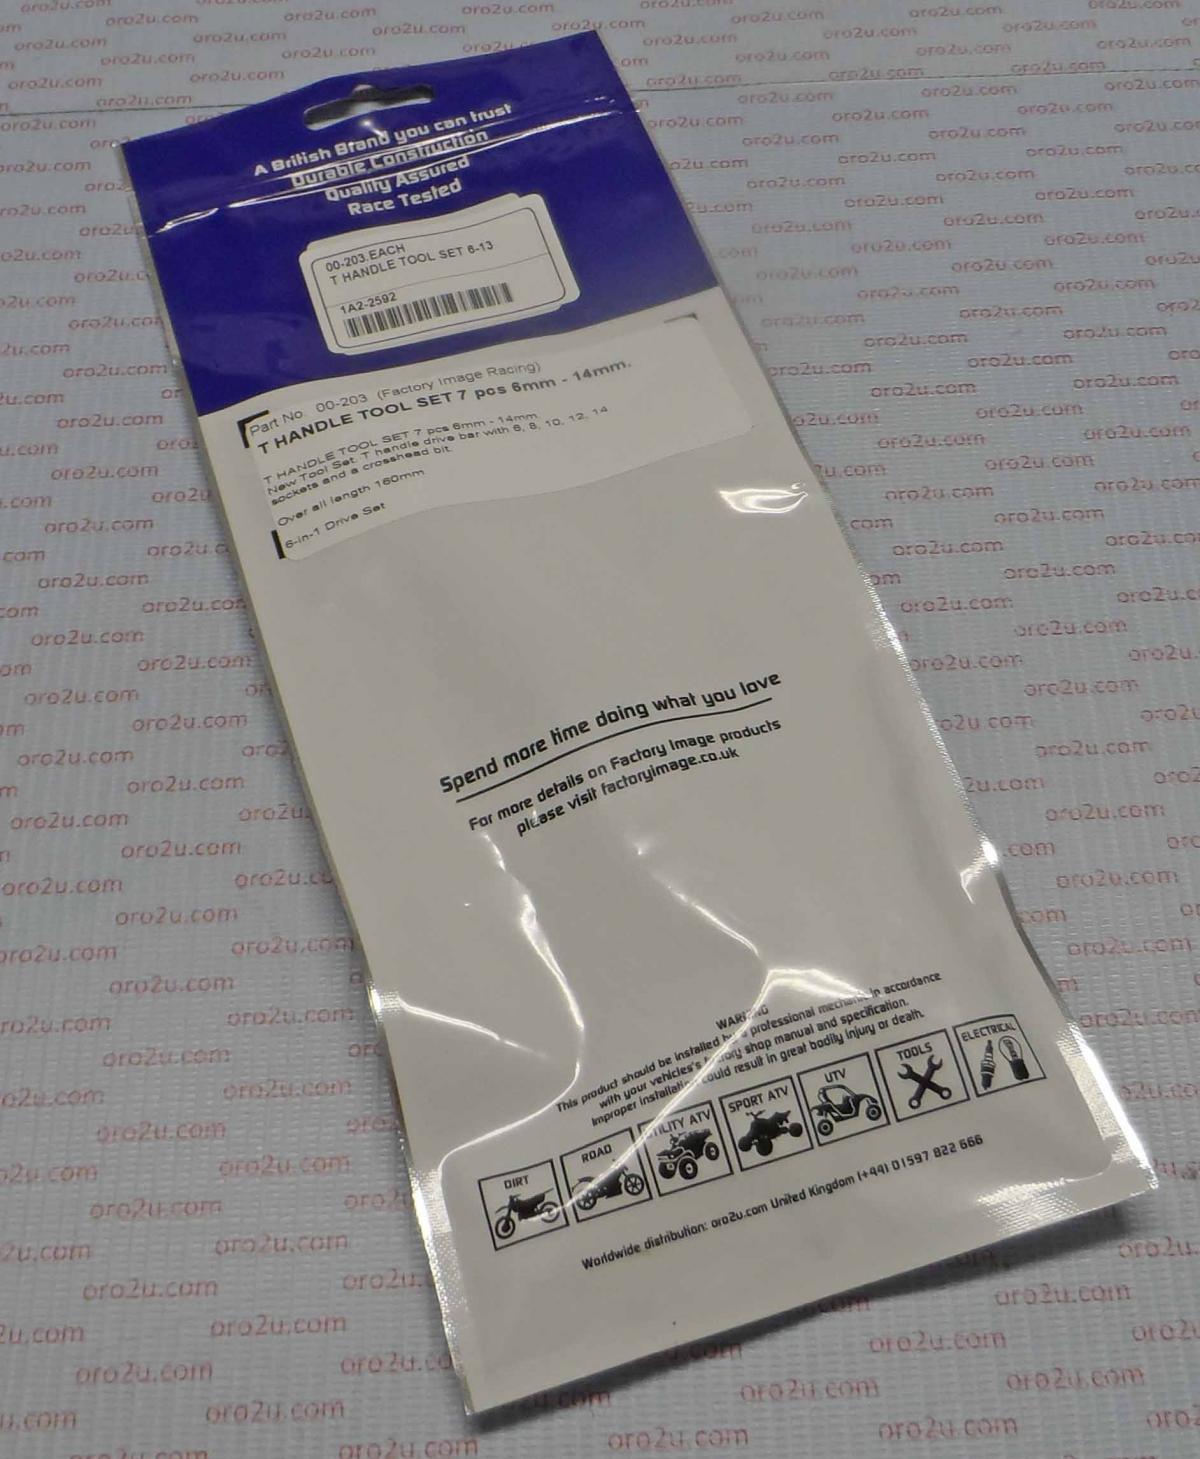 A British Brand you can trust
Durable Construction
Quality Assured
Race Tested
00-203.EACH
T HANDLE TOOL SET 6-13
1A2-2592
Part No. 00-203 (Factory Image Racing)
T HANDLE TOOL SET 7 pcs 6mm - 14mm.
T HANDLE TOOL SET 7 pcs 6mm - 14mm
New Tool Set. T handle drive bar with 6, 8, 10, 12, 14
sockets and a crosshead bit.
Over all length 160mm
6-in-1 Drive Set
Spend more time doing what you love
For more details on Factory Image products
please visit factoryimage.co.uk
WARNING
This product should be installed by a professional mechanic in accordance
with your vehicles's factory shop manual and specification.
Improper installation could result in great bodily injury or death.
DIRT
ROAD
UTILITY ATV
SPORT ATV
UTV
TOOLS
ELECTRICAL
Worldwide distribution: oro2u.com United Kingdom (+44) 01597 822 666
oro2u.com